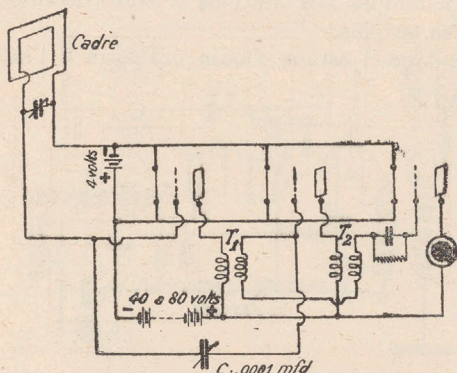 Cadre
- 4 volts +
T1
T2
- 40 a 80 volts +
C. 0001 mfd